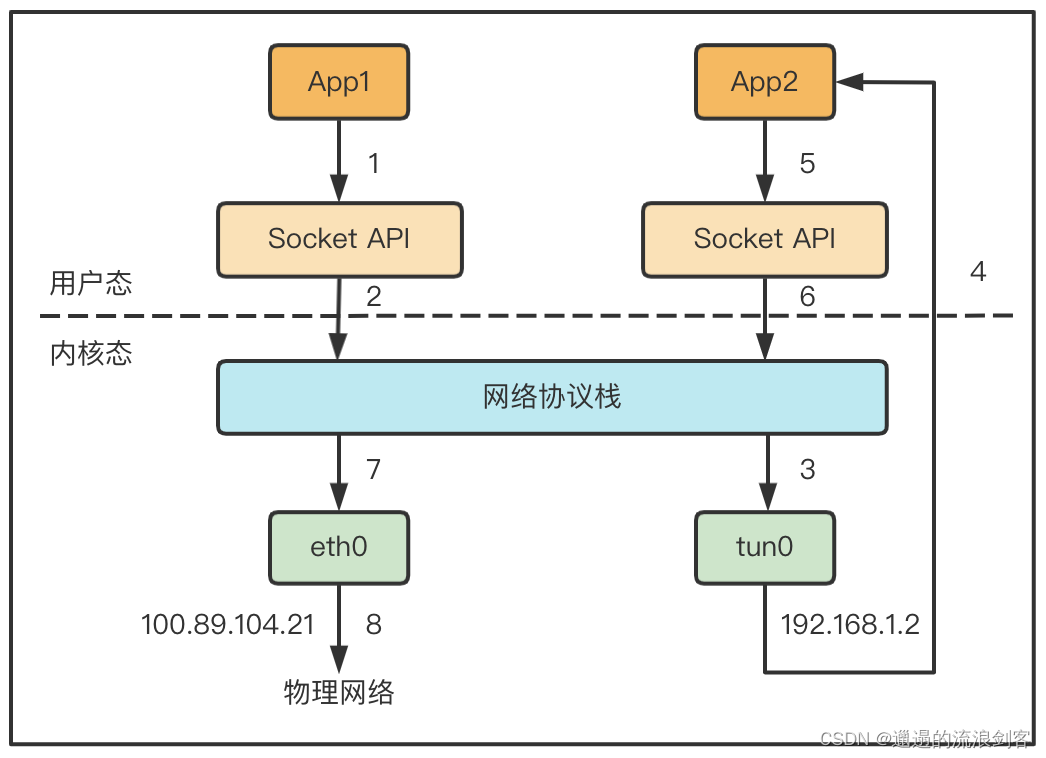 App1
App2
1
5
Socket API
Socket API
4
用户态
2
6
内核态
网络协议栈
7
3
eth0
tun0
100.89.104.21
8
192.168.1.2
物理网络
CSDN @邋遢的流浪剑客